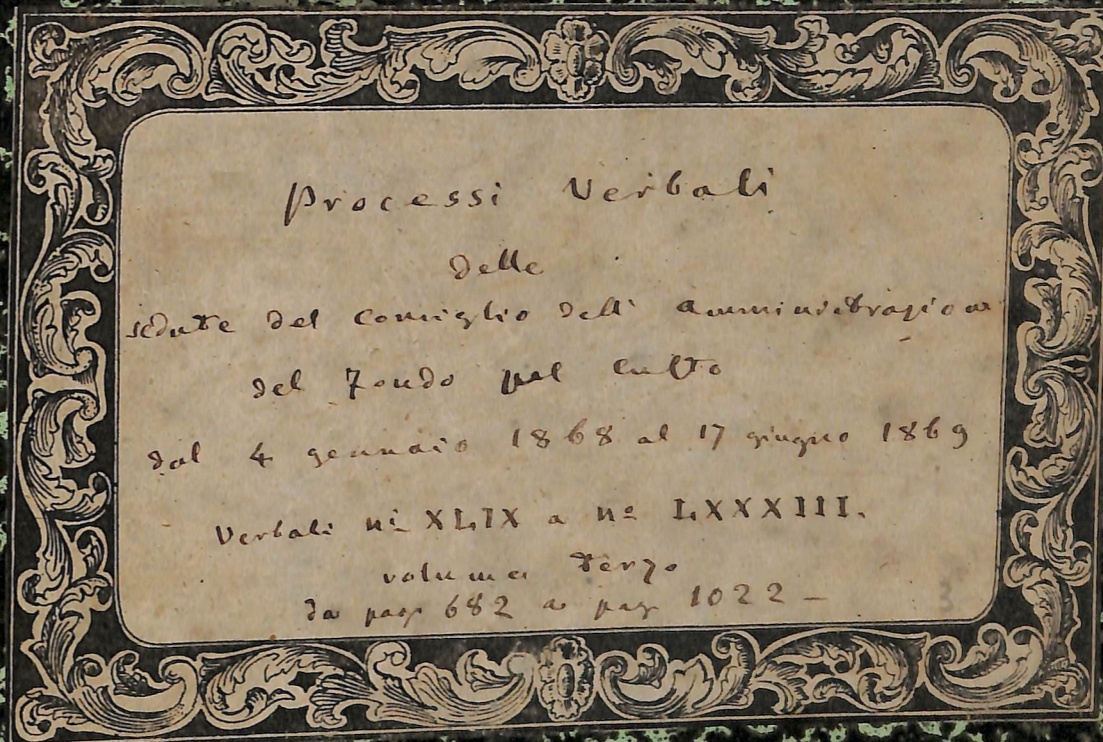 Processi Verbali
delle
sedute del Consiglio dell' Amministrazione
del Fondo pel Culto
dal 4 gennaio 1868 al 17 giugno 1869
Verbali nⁱ XLIX a nº LXXXIII.
volume terzo
da pag. 682 a pag. 1022 –
3